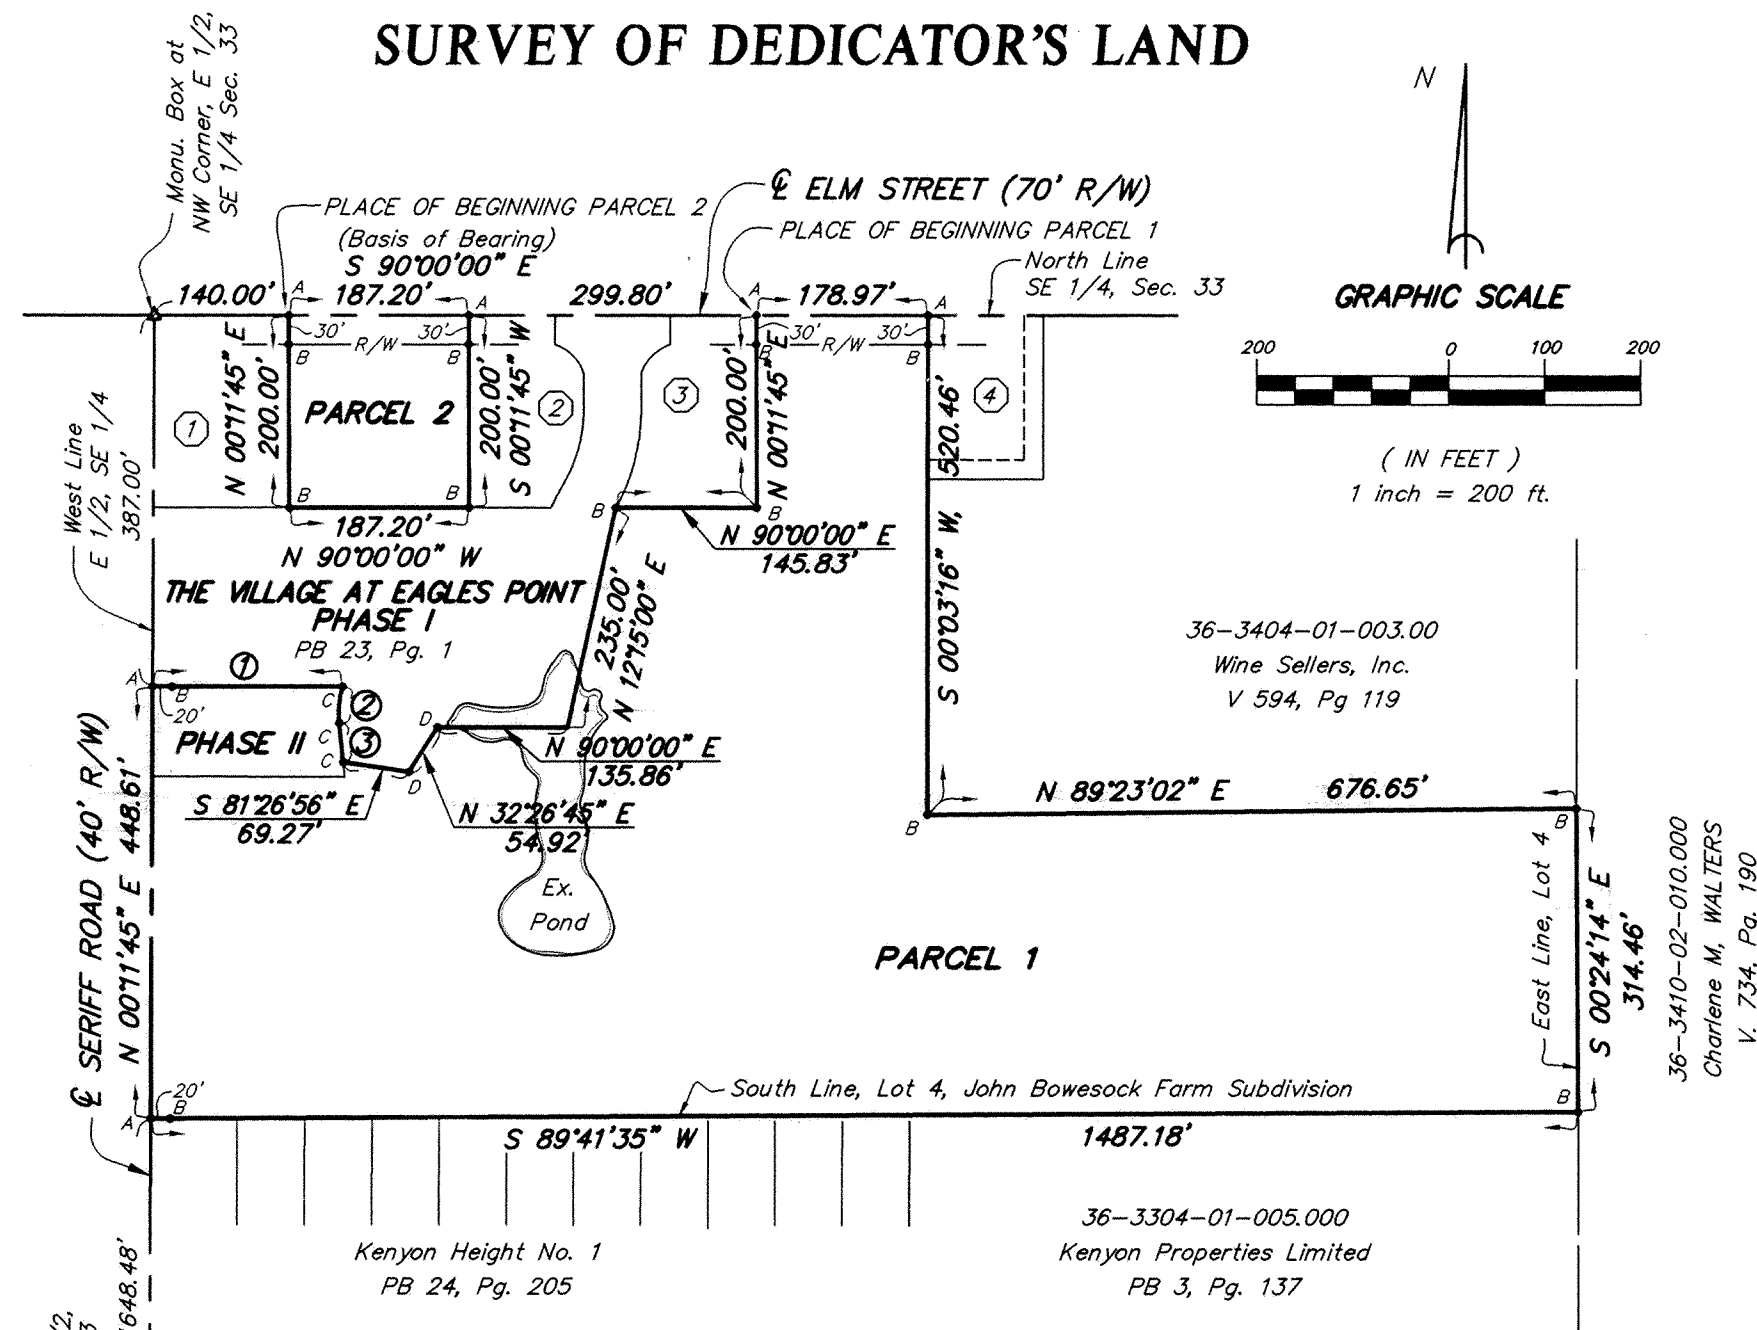 SURVEY OF DEDICATOR'S LAND
Monu. Box at
NW Corner, E 1/2,
SE 1/4 Sec. 33
N
PLACE OF BEGINNING PARCEL 2
(Basis of Bearing)
S 90°00'00" E
℄ ELM STREET (70' R/W)
PLACE OF BEGINNING PARCEL 1
North Line
SE 1/4, Sec. 33
140.00'
A
187.20'
A
299.80'
A
178.97'
A
30'
R/W
30'
30'
R/W
30'
B
B
B
B
GRAPHIC SCALE
200
0
100
200
( IN FEET )
1 inch = 200 ft.
N 00°11'45" E
200.00'
PARCEL 2
200.00'
S 00°11'45" W
1
2
3
4
200.00'
N 00°11'45" E
520.46'
S 00°03'16" W,
West Line
E 1/2, SE 1/4
387.00'
B
B
B
B
187.20'
N 90°00'00" W
N 90°00'00" E
145.83'
THE VILLAGE AT EAGLES POINT
PHASE I
PB 23, Pg. 1
235.00'
N 12°15'00" E
36-3404-01-003.00
Wine Sellers, Inc.
V 594, Pg 119
A
B
20'
1
C
2
C
3
C
PHASE II
D
D
N 90°00'00" E
135.86'
S 81°26'56" E
69.27'
N 32°26'45" E
54.92'
N 89°23'02" E
676.65'
B
B
Ex.
Pond
℄ SERIFF ROAD (40' R/W)
N 00°11'45" E 448.61'
PARCEL 1
East Line, Lot 4
S 00°24'14" E
314.46'
36-3410-02-010.000
Charlene M, WALTERS
V. 734, Pa. 190
20'
A
B
B
South Line, Lot 4, John Bowesock Farm Subdivision
S 89°41'35" W
1487.18'
Kenyon Height No. 1
PB 24, Pg. 205
36-3304-01-005.000
Kenyon Properties Limited
PB 3, Pg. 137
1648.48'